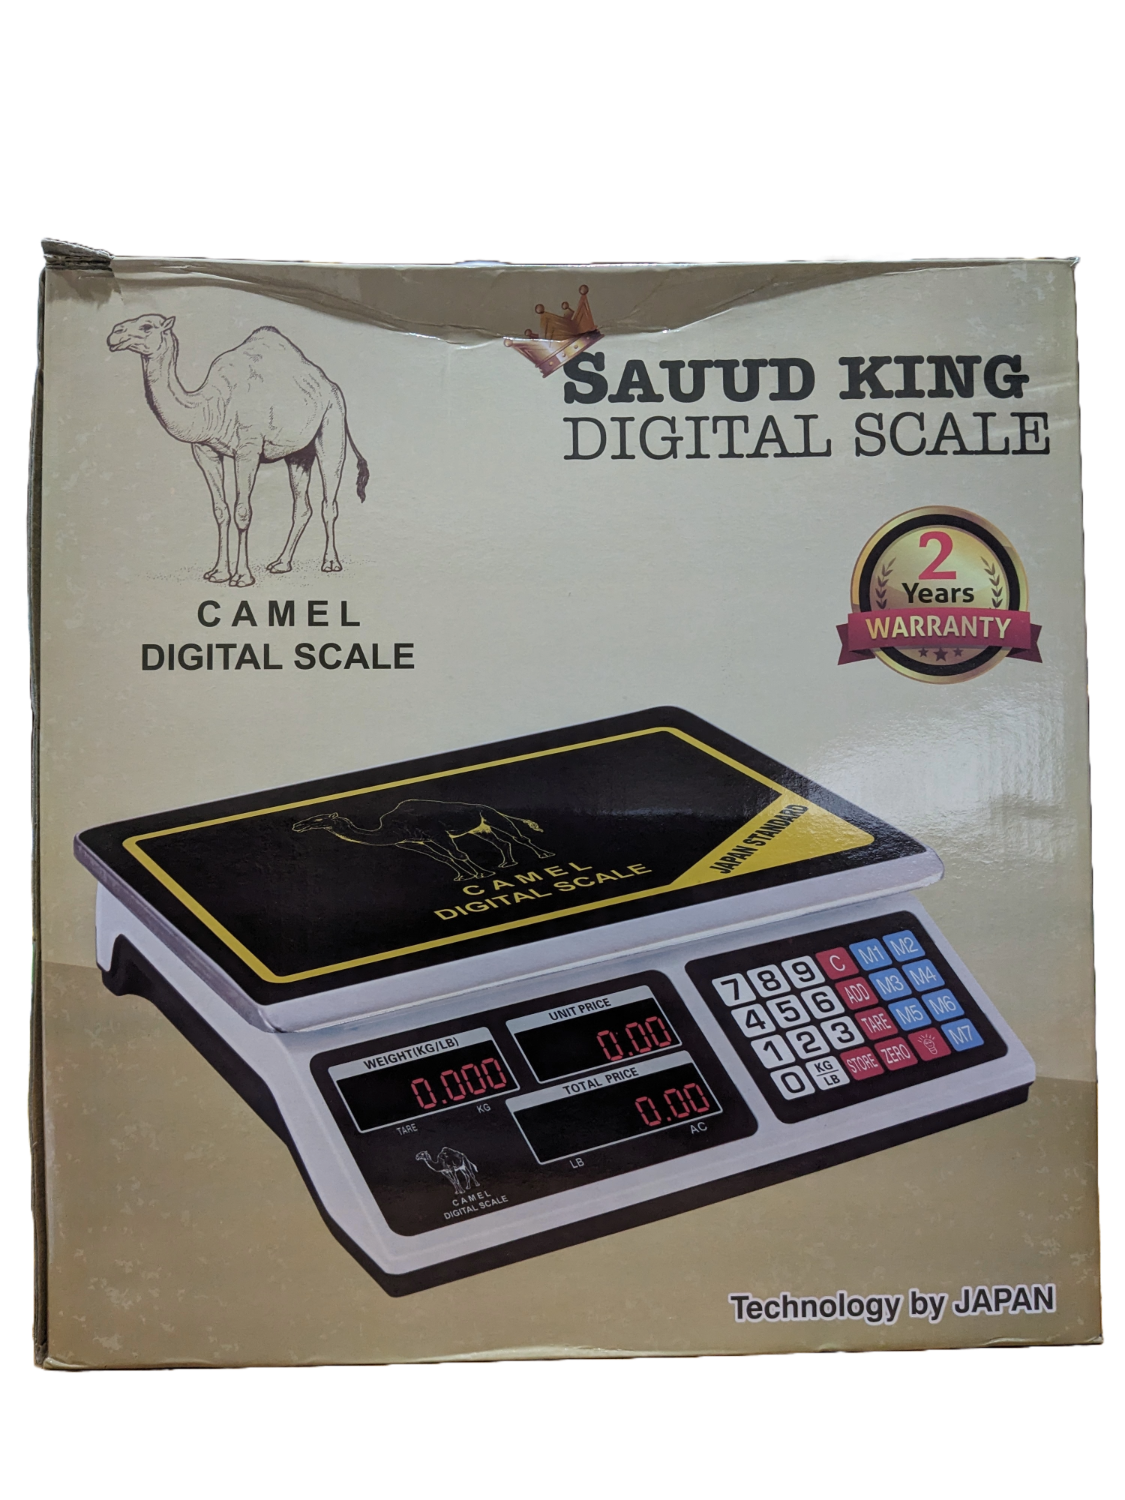 SAUUD KING
DIGITAL SCALE
CAMEL
DIGITAL SCALE
2
Years
WARRANTY
CAMEL
DIGITAL SCALE
JAPAN STANDARD
WEIGHT(KG/LB)
0.000
TARE
KG
UNIT PRICE
0.00
TOTAL PRICE
0.00
LB
AC
CAMEL
DIGITAL SCALE
7 8 9 C M1 M2
4 5 6 ADD M3 M4
1 2 3 TARE M5 M6
0 KG LB STORE ZERO M7
Technology by JAPAN